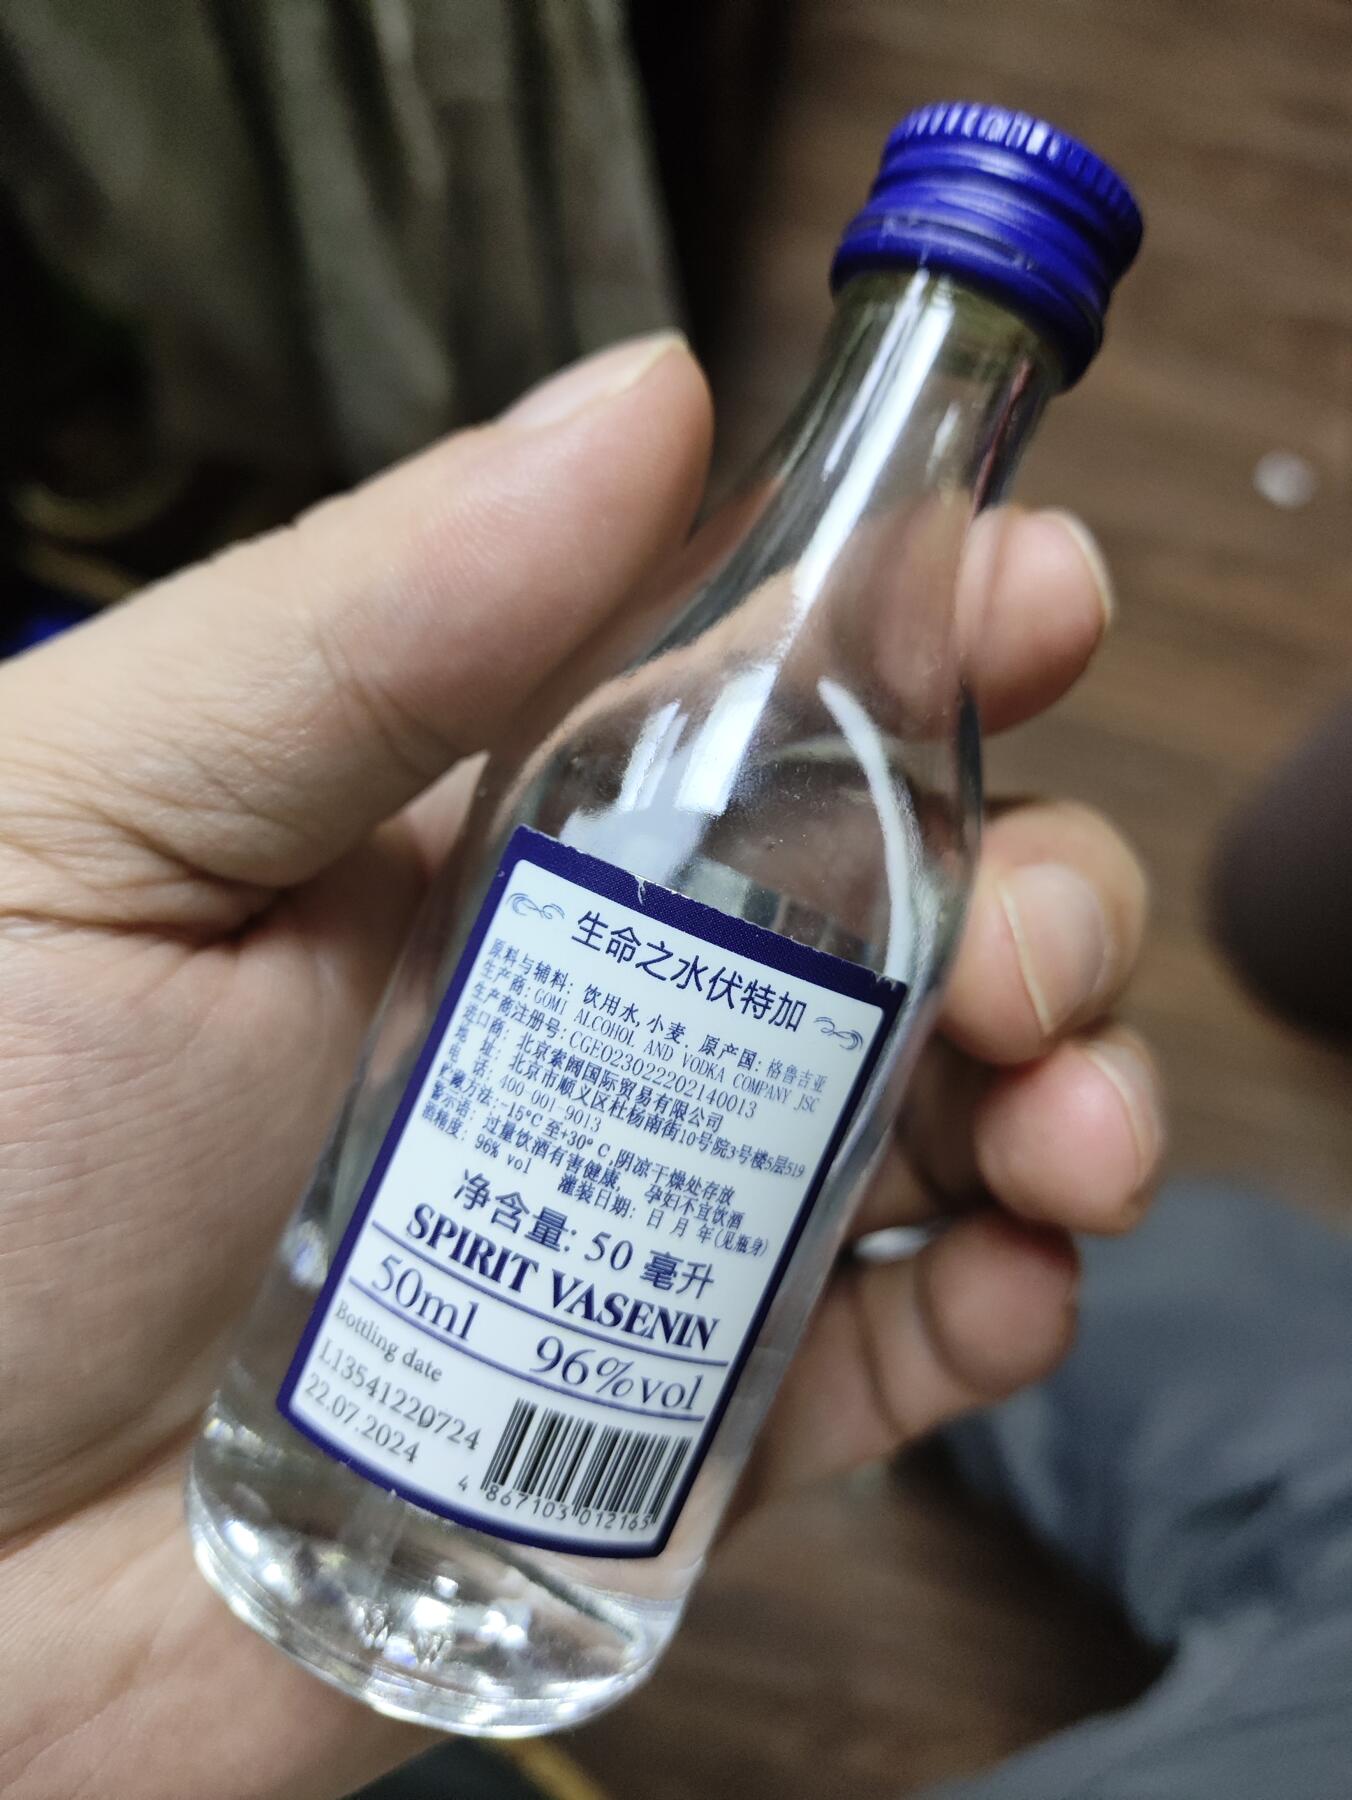 生命之水伏特加
原料与辅料: 饮用水,小麦. 原产国: 格鲁吉亚
生产商: GOMI ALCOHOL AND VODKA COMPANY JSC
生产商注册号: CGEO23022202140013
进口商: 北京索阔国际贸易有限公司
地 址: 北京市顺义区杜杨南街10号院3号楼5层519
电 话: 400-001-9013
贮藏方法:-15°C 至+30° C,阴凉干燥处存放
警示语: 过量饮酒有害健康, 孕妇不宜饮酒
酒精度: 96% vol 灌装日期: 日 月 年(见瓶身)
净含量: 50 毫升
SPIRIT VASENIN
50ml 96%vol
Bottling date
L13541220724
22.07.2024
4 867103 012165